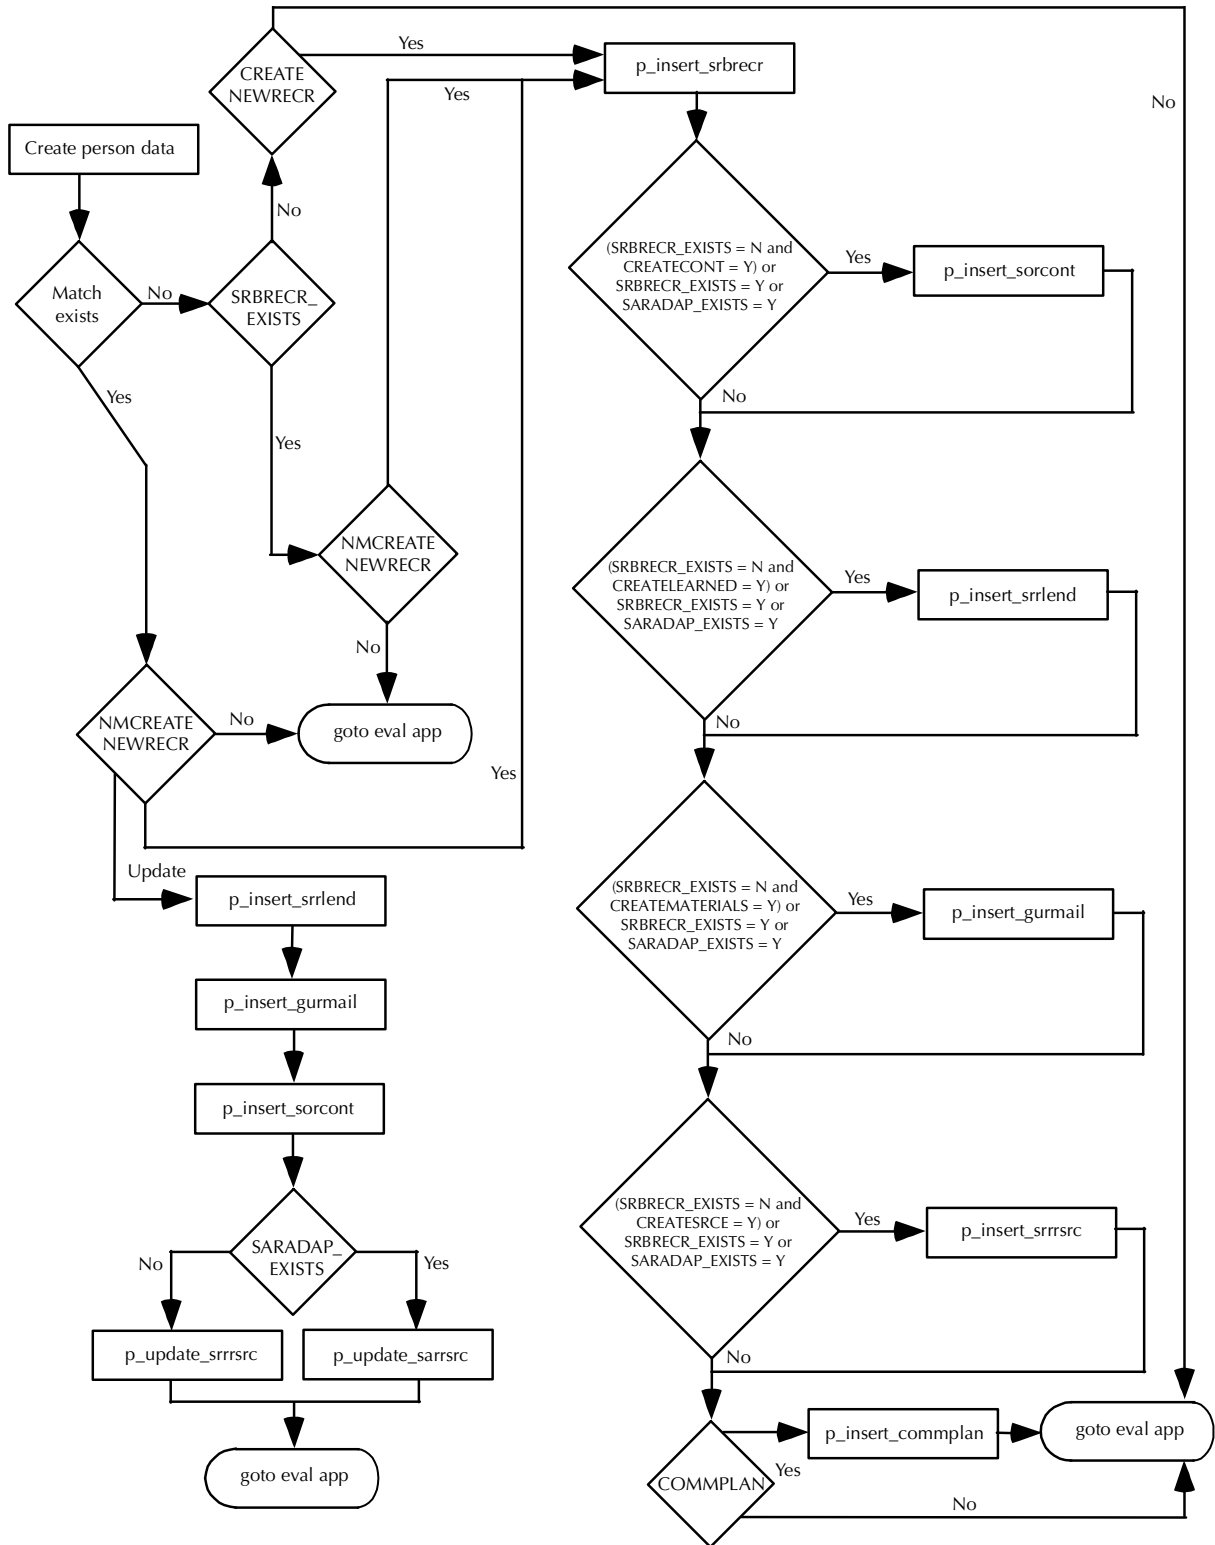 Yes
CREATE
NEWRECR
p_insert_srbrecr
Yes
No
Create person data
No
Match
exists
No
SRBRECR_
EXISTS
Yes
Yes
(SRBRECR_EXISTS = N and
CREATECONT = Y) or
SRBRECR_EXISTS = Y or
SARADAP_EXISTS = Y
Yes
p_insert_sorcont
No
NMCREATE
NEWRECR
No
(SRBRECR_EXISTS = N and
CREATELEARNED = Y) or
SRBRECR_EXISTS = Y or
SARADAP_EXISTS = Y
Yes
p_insert_srrlend
No
NMCREATE
NEWRECR
No
goto eval app
Yes
Update
p_insert_srrlend
p_insert_gurmail
p_insert_sorcont
(SRBRECR_EXISTS = N and
CREATEMATERIALS = Y) or
SRBRECR_EXISTS = Y or
SARADAP_EXISTS = Y
Yes
p_insert_gurmail
No
SARADAP_
EXISTS
No
Yes
p_update_srrrsrc
p_update_sarrsrc
goto eval app
(SRBRECR_EXISTS = N and
CREATESRCE = Y) or
SRBRECR_EXISTS = Y or
SARADAP_EXISTS = Y
Yes
p_insert_srrrsrc
No
COMMPLAN
Yes
p_insert_commplan
goto eval app
No